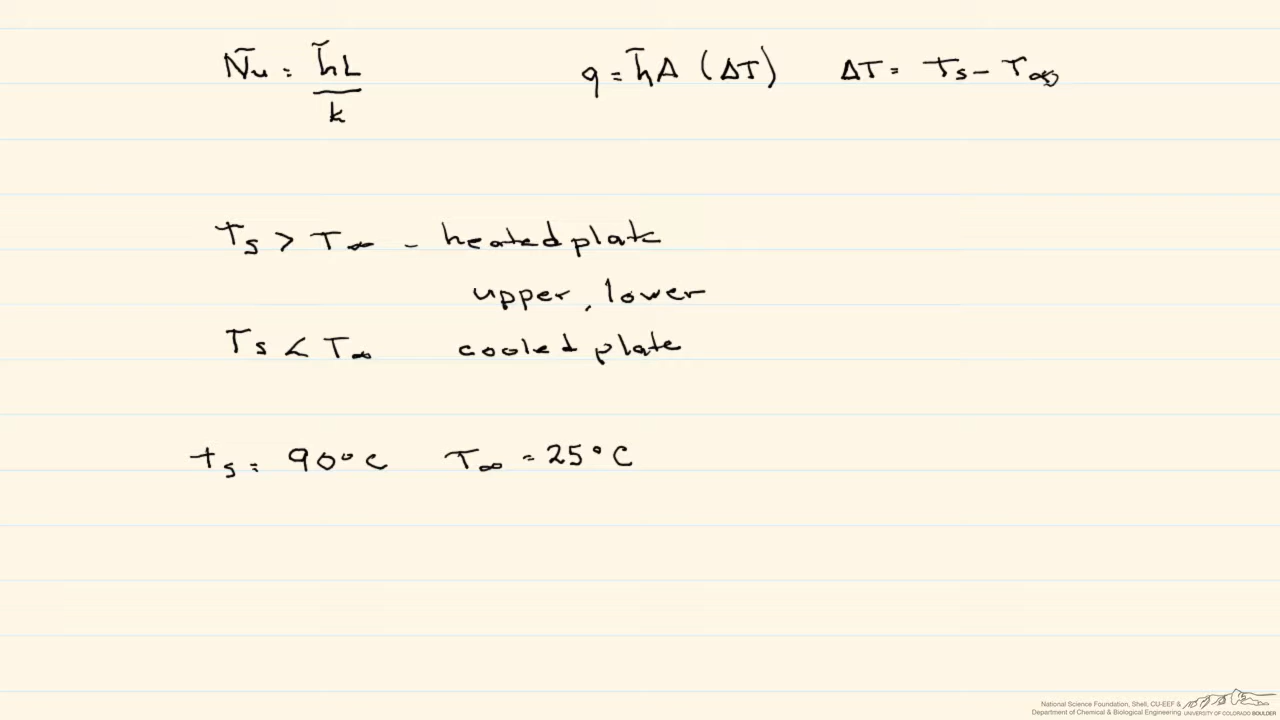 N̄u = h̄L / k    q = h̄A (ΔT)    ΔT = Ts - T∞
Ts > T∞ - heated plate
upper, lower
Ts < T∞    cooled plate
Ts = 90°C    T∞ = 25°C
National Science Foundation, Shell, CU-EEF &
Department of Chemical & Biological Engineering UNIVERSITY OF COLORADO BOULDER